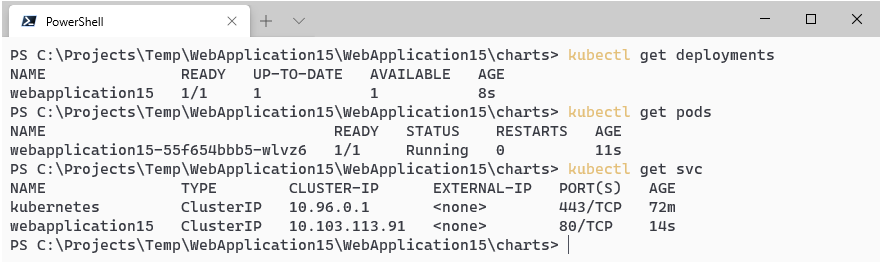 PowerShell
PS C:\Projects\Temp\WebApplication15\WebApplication15\charts> kubectl get deployments
NAME               READY   UP-TO-DATE   AVAILABLE   AGE
webapplication15   1/1     1            1           8s
PS C:\Projects\Temp\WebApplication15\WebApplication15\charts> kubectl get pods
NAME                                READY   STATUS    RESTARTS   AGE
webapplication15-55f654bbb5-wlvz6   1/1     Running   0          11s
PS C:\Projects\Temp\WebApplication15\WebApplication15\charts> kubectl get svc
NAME               TYPE        CLUSTER-IP      EXTERNAL-IP   PORT(S)   AGE
kubernetes         ClusterIP   10.96.0.1       <none>        443/TCP   72m
webapplication15   ClusterIP   10.103.113.91   <none>        80/TCP    14s
PS C:\Projects\Temp\WebApplication15\WebApplication15\charts>